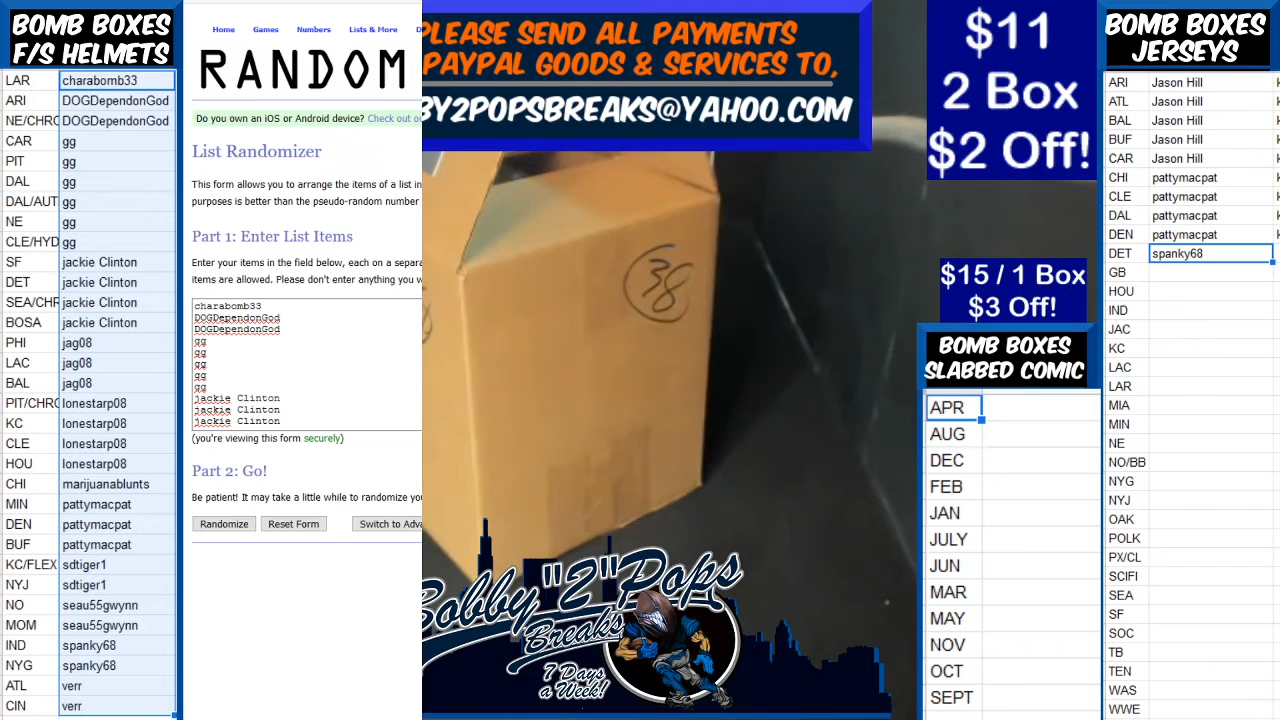 BOMB BOXES
F/S HELMETS
LAR charabomb33
ARI DOGDependonGod
NE/CHRO DOGDependonGod
CAR gg
PIT gg
DAL gg
DAL/AUT gg
NE gg
CLE/HYD gg
SF jackie Clinton
DET jackie Clinton
SEA/CHR jackie Clinton
BOSA jackie Clinton
PHI jag08
LAC jag08
BAL jag08
PIT/CHRO lonestarp08
KC lonestarp08
CLE lonestarp08
HOU lonestarp08
CHI marijuanablunts
MIN pattymacpat
DEN pattymacpat
BUF pattymacpat
KC/FLEX sdtiger1
NYJ sdtiger1
NO seau55gwynn
MOM seau55gwynn
IND spanky68
NYG spanky68
ATL verr
CIN verr
Home Games Numbers Lists & More
RANDOM
Do you own an iOS or Android device? Check out o
List Randomizer
This form allows you to arrange the items of a list in
purposes is better than the pseudo-random number
Part 1: Enter List Items
Enter your items in the field below, each on a separa
items are allowed. Please don't enter anything you
charabomb33
DOGDependonGod
DOGDependonGod
gg
gg
gg
gg
gg
jackie Clinton
jackie Clinton
jackie Clinton
(you're viewing this form securely)
Part 2: Go!
Be patient! It may take a little while to randomize you
Randomize Reset Form Switch to Adva
PLEASE SEND ALL PAYMENTS
PAYPAL GOODS & SERVICES TO,
BY2POPSBREAKS@YAHOO.COM
38
Bobby "2" Pops
Breaks
7 Days
a Week!
$11
2 Box
$2 Off!
$15 / 1 Box
$3 Off!
BOMB BOXES
SLABBED COMIC
APR
AUG
DEC
FEB
JAN
JULY
JUN
MAR
MAY
NOV
OCT
SEPT
BOMB BOXES
JERSEYS
ARI Jason Hill
ATL Jason Hill
BAL Jason Hill
BUF Jason Hill
CAR Jason Hill
CHI pattymacpat
CLE pattymacpat
DAL pattymacpat
DEN pattymacpat
DET spanky68
GB
HOU
IND
JAC
KC
LAC
LAR
MIA
MIN
NE
NO/BB
NYG
NYJ
OAK
POLK
PX/CL
SCIFI
SEA
SF
SOC
TB
TEN
WAS
WWE